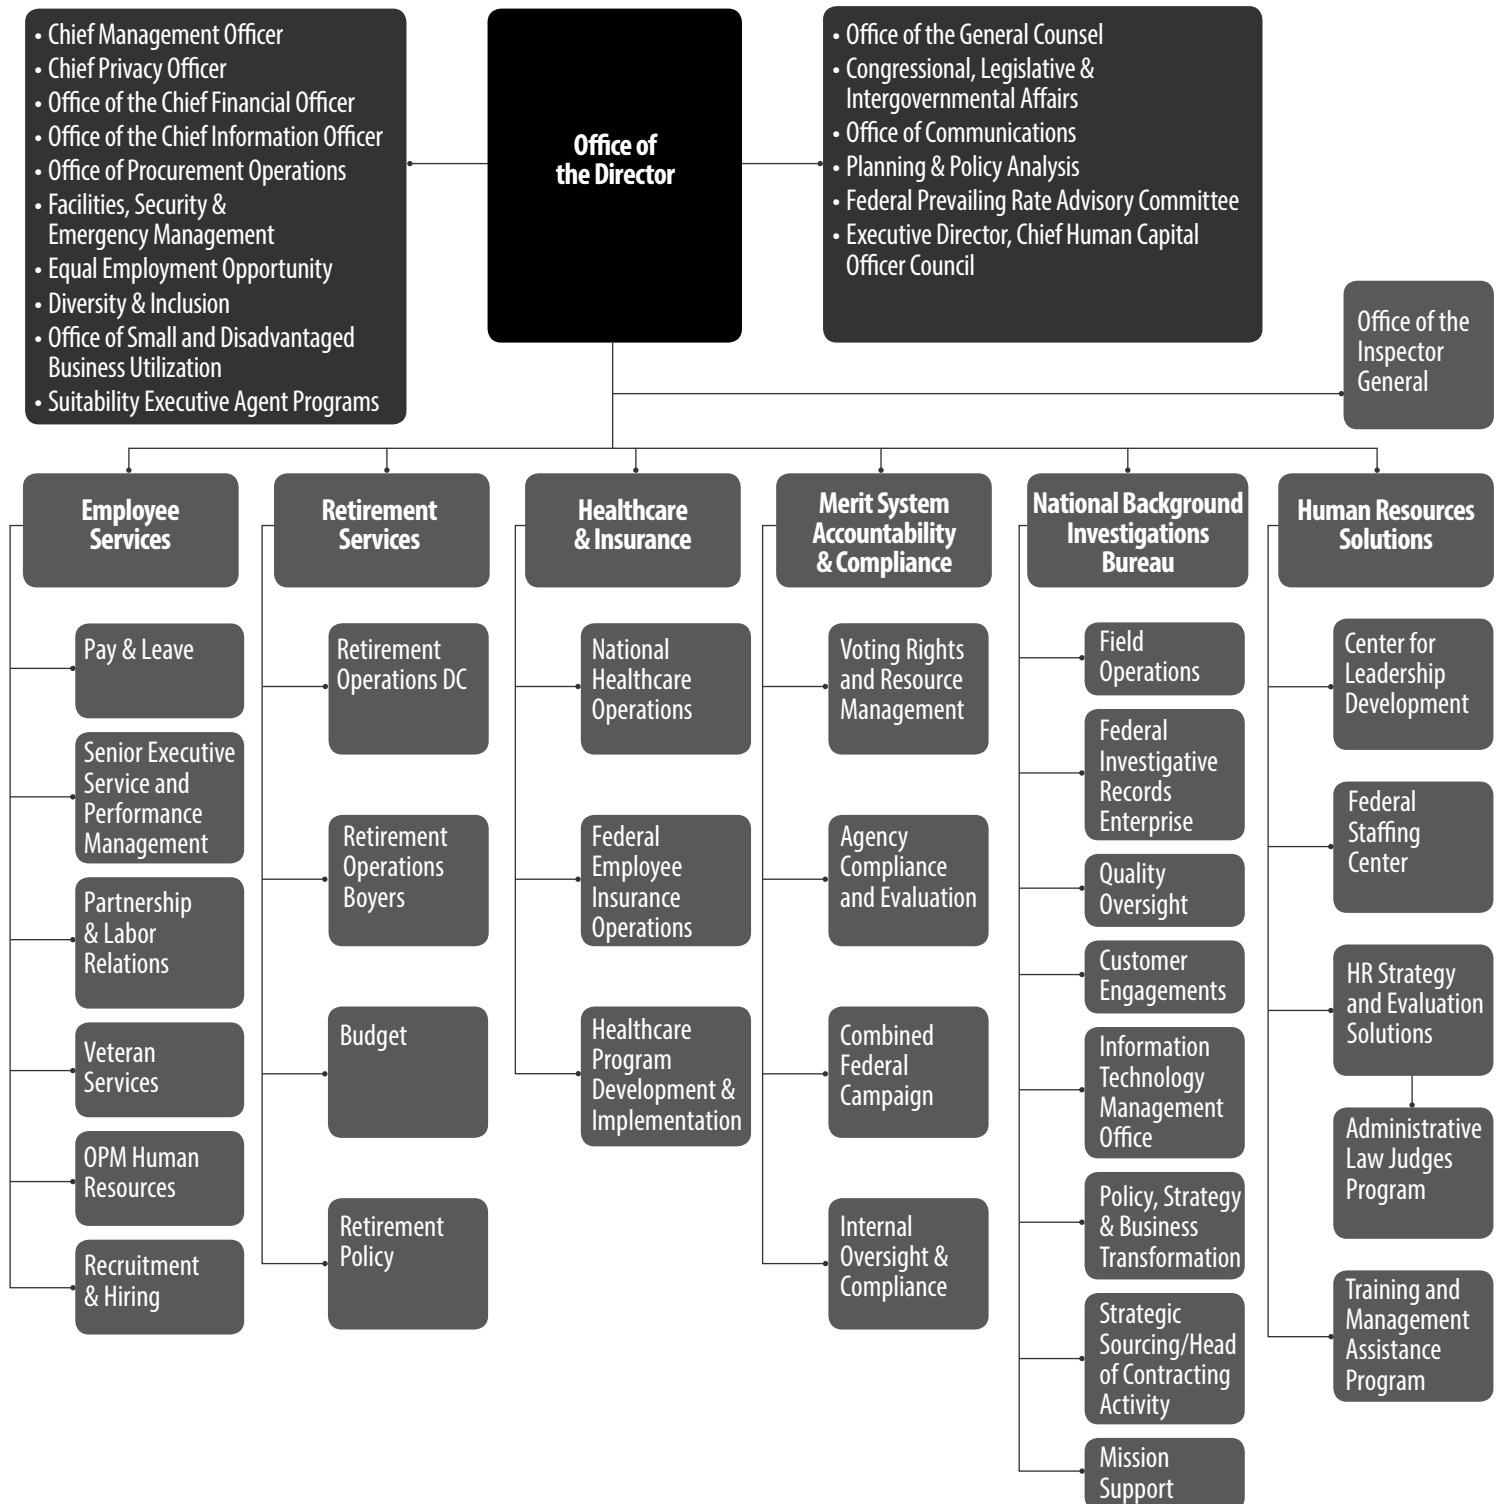 • Chief Management Officer
• Chief Privacy Officer
• Office of the Chief Financial Officer
• Office of the Chief Information Officer
• Office of Procurement Operations
• Facilities, Security &
Emergency Management
• Equal Employment Opportunity
• Diversity & Inclusion
• Office of Small and Disadvantaged
Business Utilization
• Suitability Executive Agent Programs
Office of
the Director
• Office of the General Counsel
• Congressional, Legislative &
Intergovernmental Affairs
• Office of Communications
• Planning & Policy Analysis
• Federal Prevailing Rate Advisory Committee
• Executive Director, Chief Human Capital
Officer Council
Office of the
Inspector
General
Employee
Services
Pay & Leave
Senior Executive
Service and
Performance
Management
Partnership
& Labor
Relations
Veteran
Services
OPM Human
Resources
Recruitment
& Hiring
Retirement
Services
Retirement
Operations DC
Retirement
Operations
Boyers
Budget
Retirement
Policy
Healthcare
& Insurance
National
Healthcare
Operations
Federal
Employee
Insurance
Operations
Healthcare
Program
Development &
Implementation
Merit System
Accountability
& Compliance
Voting Rights
and Resource
Management
Agency
Compliance
and Evaluation
Combined
Federal
Campaign
Internal
Oversight &
Compliance
National Background
Investigations
Bureau
Field
Operations
Federal
Investigative
Records
Enterprise
Quality
Oversight
Customer
Engagements
Information
Technology
Management
Office
Policy, Strategy
& Business
Transformation
Strategic
Sourcing/Head
of Contracting
Activity
Mission
Support
Human Resources
Solutions
Center for
Leadership
Development
Federal
Staffing
Center
HR Strategy
and Evaluation
Solutions
Administrative
Law Judges
Program
Training and
Management
Assistance
Program